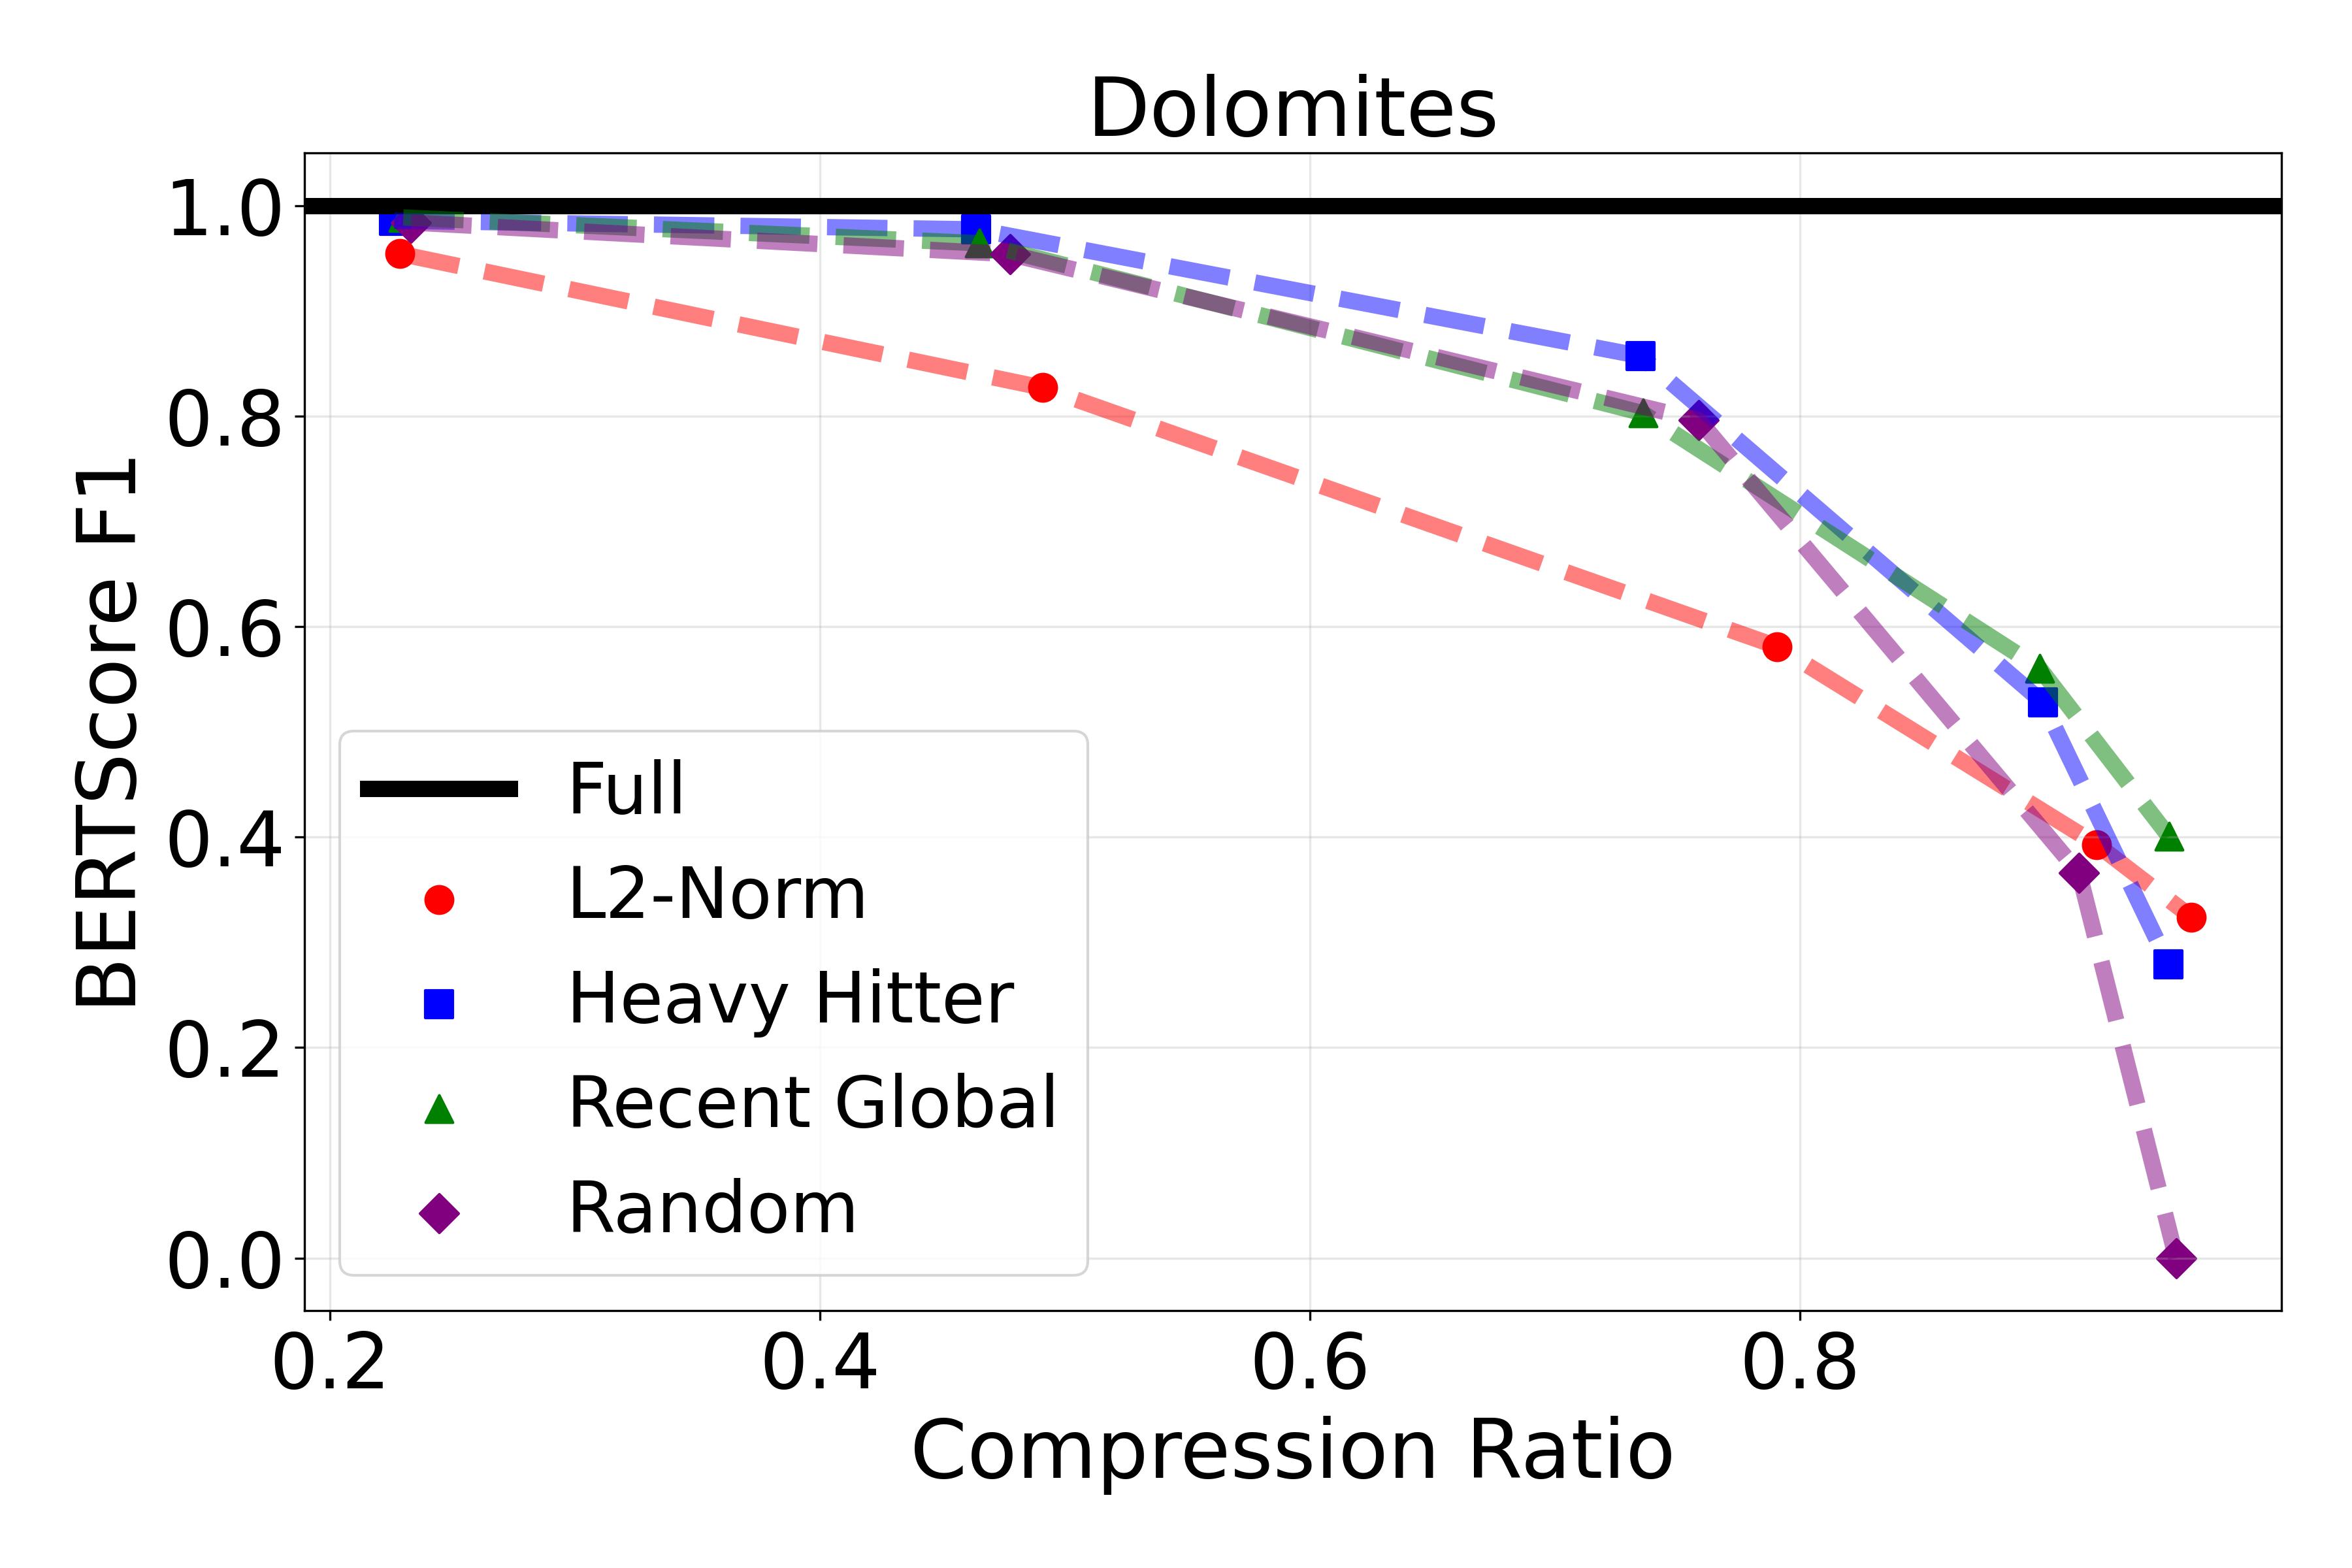 Dolomites
BERTScore F1
1.0
0.8
0.6
0.4
0.2
0.0
Full
L2-Norm
Heavy Hitter
Recent Global
Random
0.2
0.4
0.6
0.8
Compression Ratio